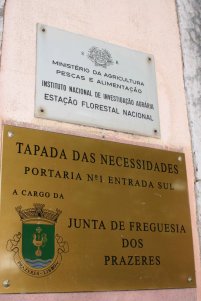 MINISTÉRIO DA AGRICULTURA
PESCAS E ALIMENTAÇÃO
INSTITUTO NACIONAL DE INVESTIGAÇÃO AGRÁRIA
ESTAÇÃO FLORESTAL NACIONAL
TAPADA DAS NECESSIDADES
PORTARIA Nº1 ENTRADA SUL
A CARGO DA
JUNTA DE FREGUESIA
DOS
PRAZERES